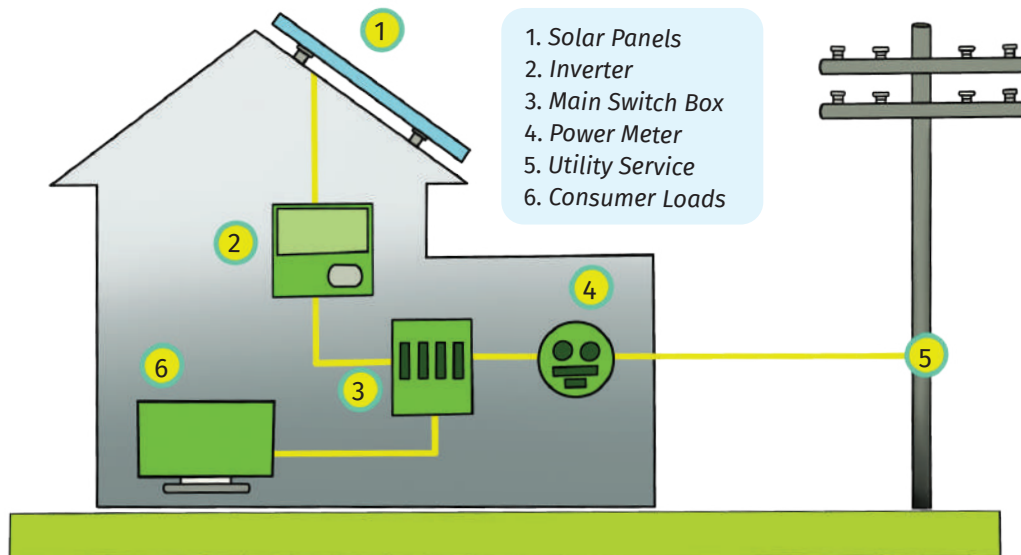 1
1. Solar Panels
2. Inverter
3. Main Switch Box
4. Power Meter
5. Utility Service
6. Consumer Loads
2
4
5
6
3